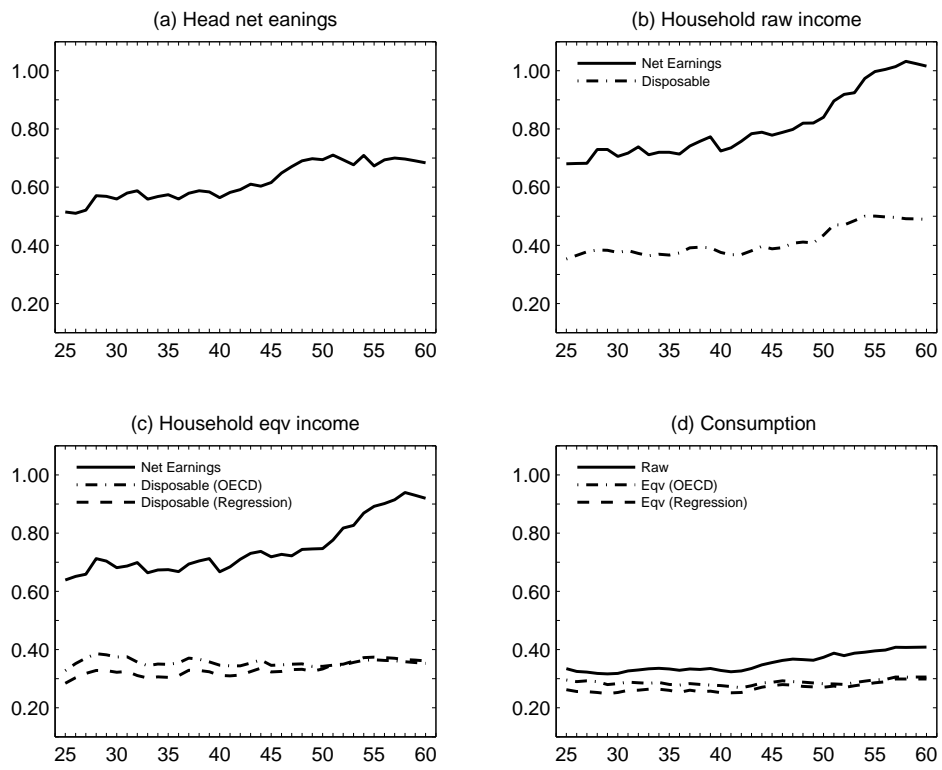 (a) Head net eanings
1.00
0.80
0.60
0.40
0.20
25 30 35 40 45 50 55 60
(b) Household raw income
Net Earnings
Disposable
1.00
0.80
0.60
0.40
0.20
25 30 35 40 45 50 55 60
(c) Household eqv income
Net Earnings
Disposable (OECD)
Disposable (Regression)
1.00
0.80
0.60
0.40
0.20
25 30 35 40 45 50 55 60
(d) Consumption
Raw
Eqv (OECD)
Eqv (Regression)
1.00
0.80
0.60
0.40
0.20
25 30 35 40 45 50 55 60